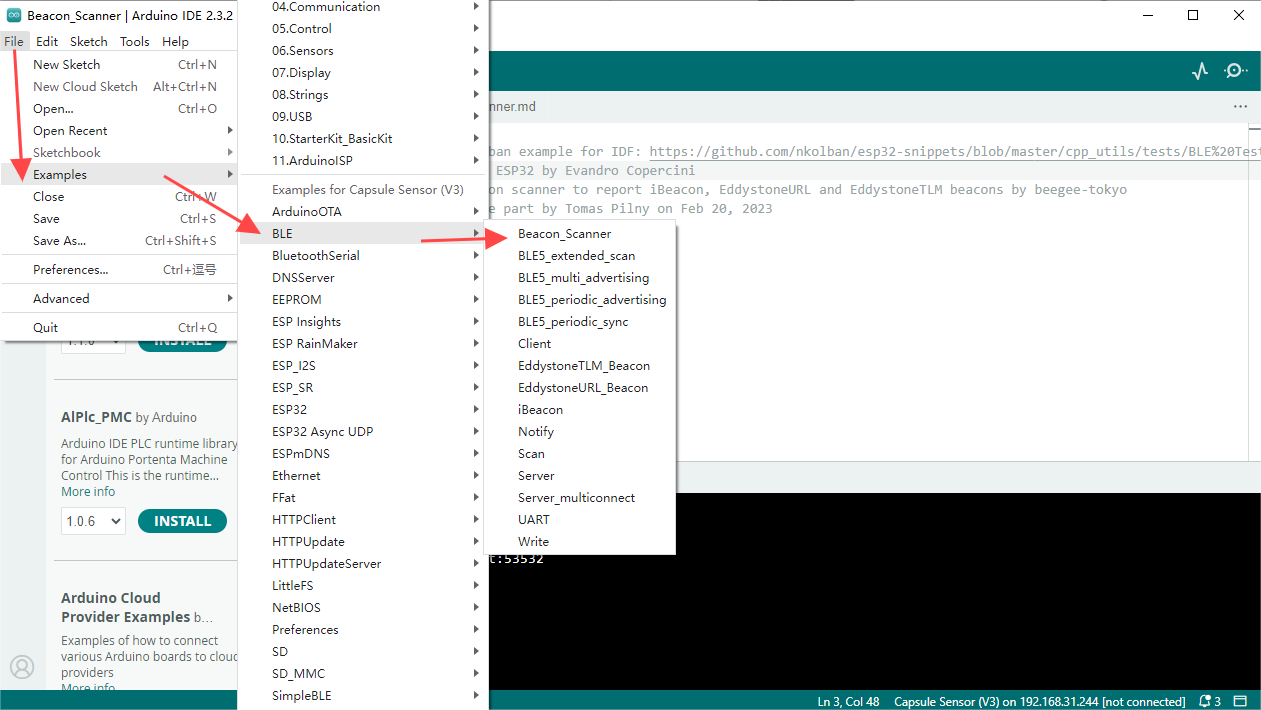 Beacon_Scanner | Arduino IDE 2.3.2
File Edit Sketch Tools Help
New Sketch Ctrl+N
New Cloud Sketch Alt+Ctrl+N
Open... Ctrl+O
Open Recent
Sketchbook
Examples
Close Ctrl+W
Save Ctrl+S
Save As... Ctrl+Shift+S
Preferences... Ctrl+逗号
Advanced
Quit Ctrl+Q
INSTALL
AlPlc_PMC by Arduino
Arduino IDE PLC runtime library
for Arduino Portenta Machine
Control This is the runtime...
More info
1.0.6 INSTALL
Arduino Cloud
Provider Examples b...
Examples of how to connect
various Arduino boards to cloud
providers
More info
04.Communication
05.Control
06.Sensors
07.Display
08.Strings
09.USB
10.StarterKit_BasicKit
11.ArduinoISP
Examples for Capsule Sensor (V3)
ArduinoOTA
BLE
BluetoothSerial
DNSServer
EEPROM
ESP Insights
ESP RainMaker
ESP_I2S
ESP_SR
ESP32
ESP32 Async UDP
ESPmDNS
Ethernet
FFat
HTTPClient
HTTPUpdate
HTTPUpdateServer
LittleFS
NetBIOS
Preferences
SD
SD_MMC
SimpleBLE
Beacon_Scanner
BLE5_extended_scan
BLE5_multi_advertising
BLE5_periodic_advertising
BLE5_periodic_sync
Client
EddystoneTLM_Beacon
EddystoneURL_Beacon
iBeacon
Notify
Scan
Server
Server_multiconnect
UART
Write
nner.md
ban example for IDF: https://github.com/nkolban/esp32-snippets/blob/master/cpp_utils/tests/BLE%20Test
ESP32 by Evandro Copercini
on scanner to report iBeacon, EddystoneURL and EddystoneTLM beacons by beegee-tokyo
e part by Tomas Pilny on Feb 20, 2023
t:53532
Ln 3, Col 48 Capsule Sensor (V3) on 192.168.31.244 [not connected] 3